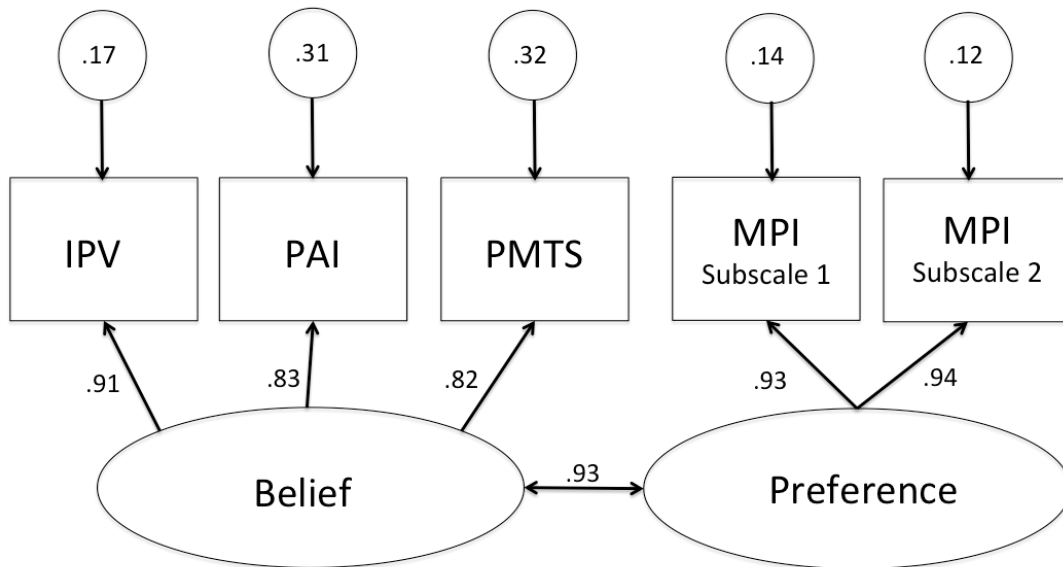 .17
.31
.32
.14
.12
IPV
PAI
PMTS
MPI
Subscale 1
MPI
Subscale 2
.91
.83
.82
.93
.94
Belief
.93
Preference